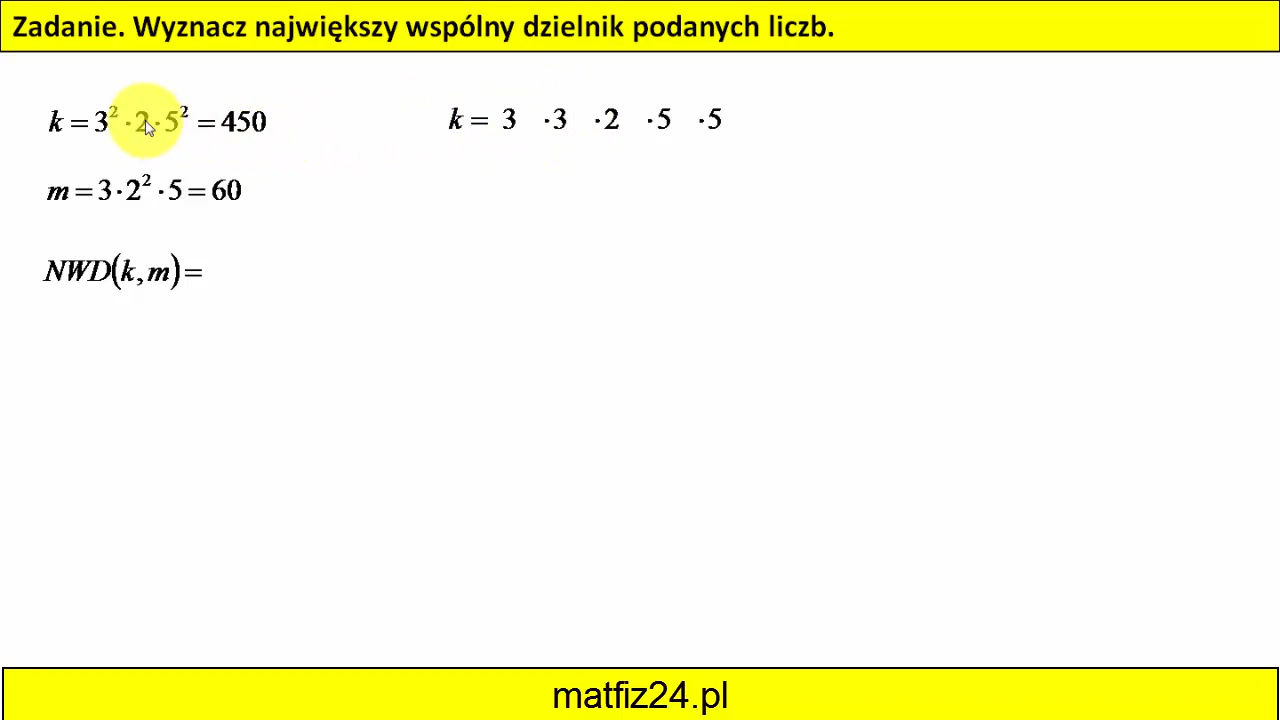 Zadanie. Wyznacz największy wspólny dzielnik podanych liczb.
k = 3² · 2 · 5² = 450
k = 3 · 3 · 2 · 5 · 5
m = 3 · 2² · 5 = 60
NWD(k, m) =
matfiz24.pl